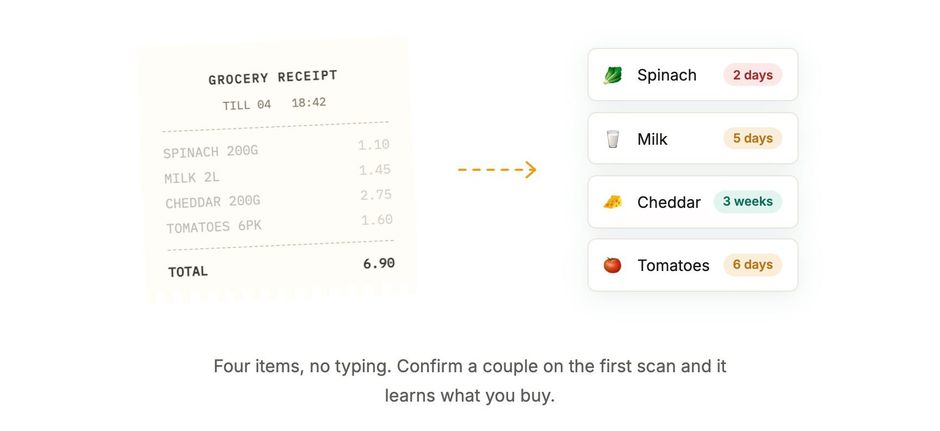 GROCERY RECEIPT
TILL 04 18:42
SPINACH 200G 1.10
MILK 2L 1.45
CHEDDAR 200G 2.75
TOMATOES 6PK 1.60
TOTAL 6.90
Spinach 2 days
Milk 5 days
Cheddar 3 weeks
Tomatoes 6 days
Four items, no typing. Confirm a couple on the first scan and it
learns what you buy.